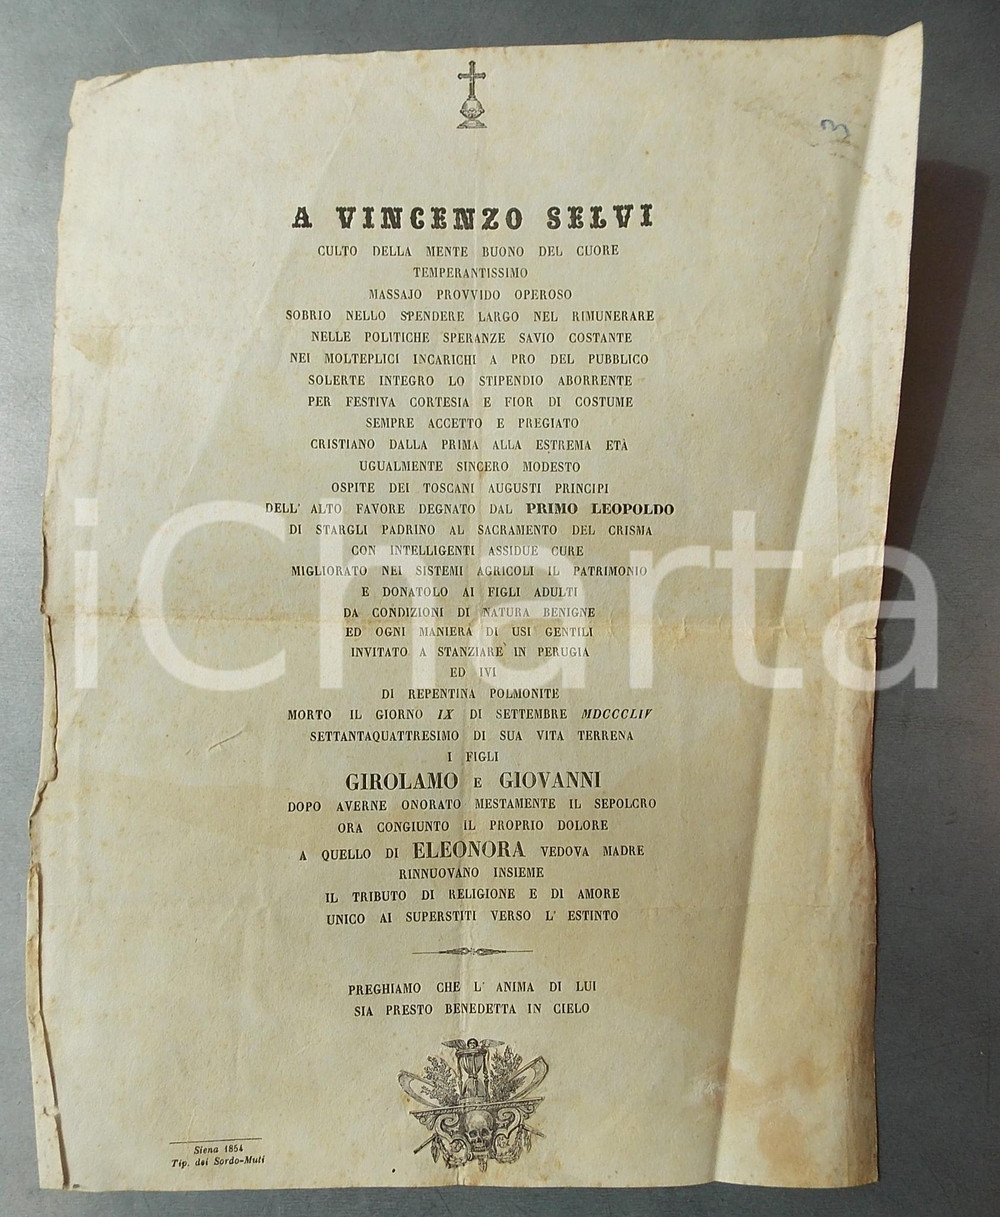 3
A VINCENZO SELVI
CULTO DELLA MENTE BUONO DEL CUORE
TEMPERANTISSIMO
MASSAJO PROVVIDO OPEROSO
SOBRIO NELLO SPENDERE LARGO NEL RIMUNERARE
NELLE POLITICHE SPERANZE SAVIO COSTANTE
NEI MOLTEPLICI INCARICHI A PRO DEL PUBBLICO
SOLERTE INTEGRO LO STIPENDIO ABORRENTE
PER FESTIVA CORTESIA E FIOR DI COSTUME
SEMPRE ACCETTO E PREGIATO
CRISTIANO DALLA PRIMA ALLA ESTREMA ETÀ
UGUALMENTE SINCERO MODESTO
OSPITE DEI TOSCANI AUGUSTI PRINCIPI
DELL' ALTO FAVORE DEGNATO DAL PRIMO LEOPOLDO
DI STARGLI PADRINO AL SACRAMENTO DEL CRISMA
CON INTELLIGENTI ASSIDUE CURE
MIGLIORATO NEI SISTEMI AGRICOLI IL PATRIMONIO
E DONATOLO AI FIGLI ADULTI
DA CONDIZIONI DI NATURA BENIGNE
ED OGNI MANIERA DI USI GENTILI
INVITATO A STANZIARE IN PERUGIA
ED IVI
DI REPENTINA POLMONITE
MORTO IL GIORNO IX DI SETTEMBRE MDCCCLIV
SETTANTAQUATTRESIMO DI SUA VITA TERRENA
I FIGLI
GIROLAMO E GIOVANNI
DOPO AVERNE ONORATO MESTAMENTE IL SEPOLCRO
ORA CONGIUNTO IL PROPRIO DOLORE
A QUELLO DI ELEONORA VEDOVA MADRE
RINNUOVANO INSIEME
IL TRIBUTO DI RELIGIONE E DI AMORE
UNICO AI SUPERSTITI VERSO L' ESTINTO
PREGHIAMO CHE L' ANIMA DI LUI
SIA PRESTO BENEDETTA IN CIELO
Siena 1854
Tip. dei Sordo-Muti
iCharta